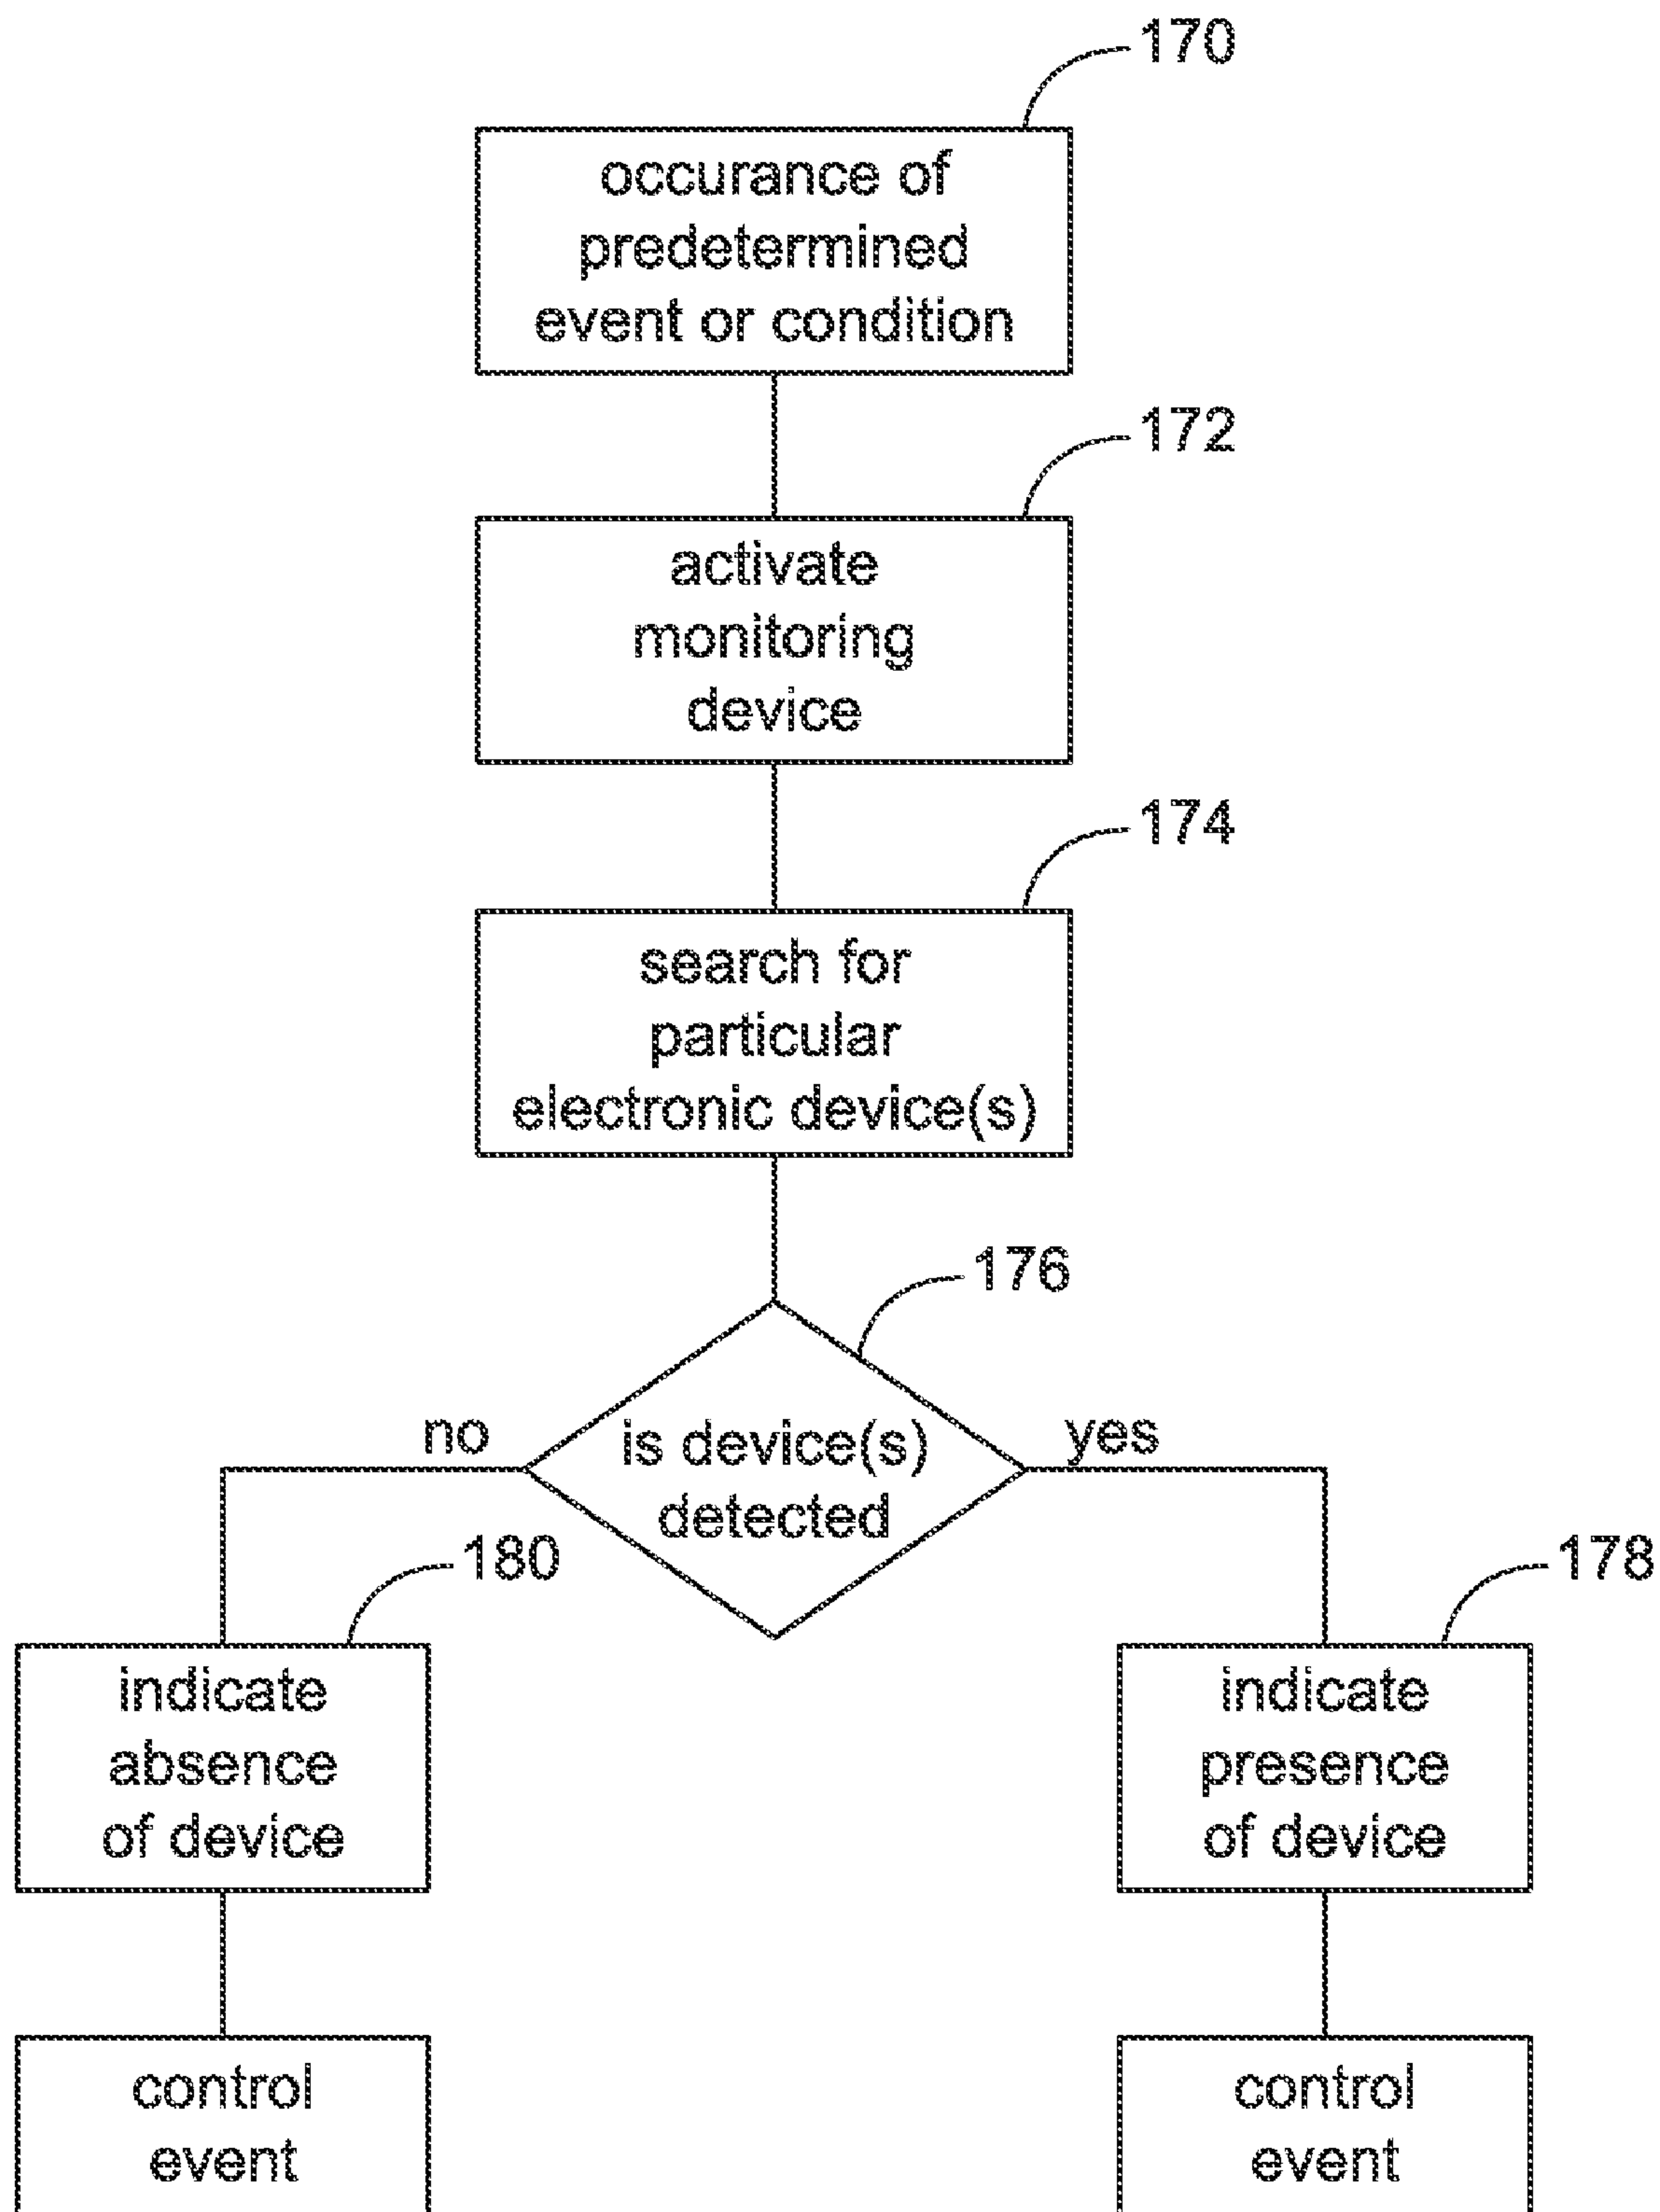 170
occurance of
predetermined
event or condition
172
activate
monitoring
device
174
search for
particular
electronic device(s)
176
no
is device(s)
detected
yes
180
178
indicate
absence
of device
indicate
presence
of device
control
event
control
event